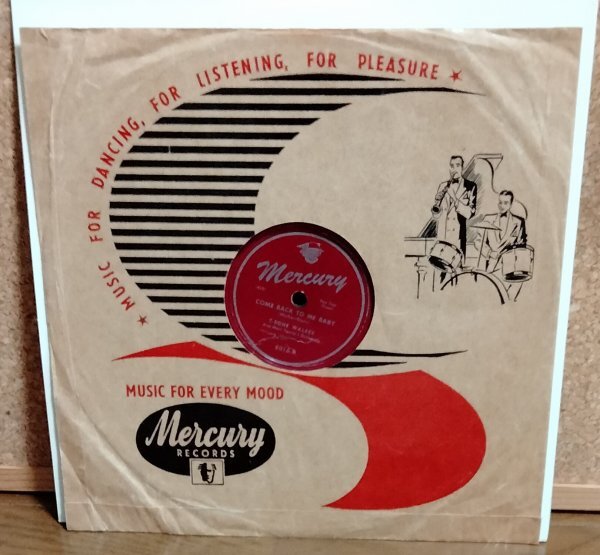 ★ MUSIC FOR DANCING, FOR LISTENING, FOR PLEASURE ★
Mercury
COME BACK TO ME BABY
T-BONE WALKER
MUSIC FOR EVERY MOOD
Mercury
RECORDS